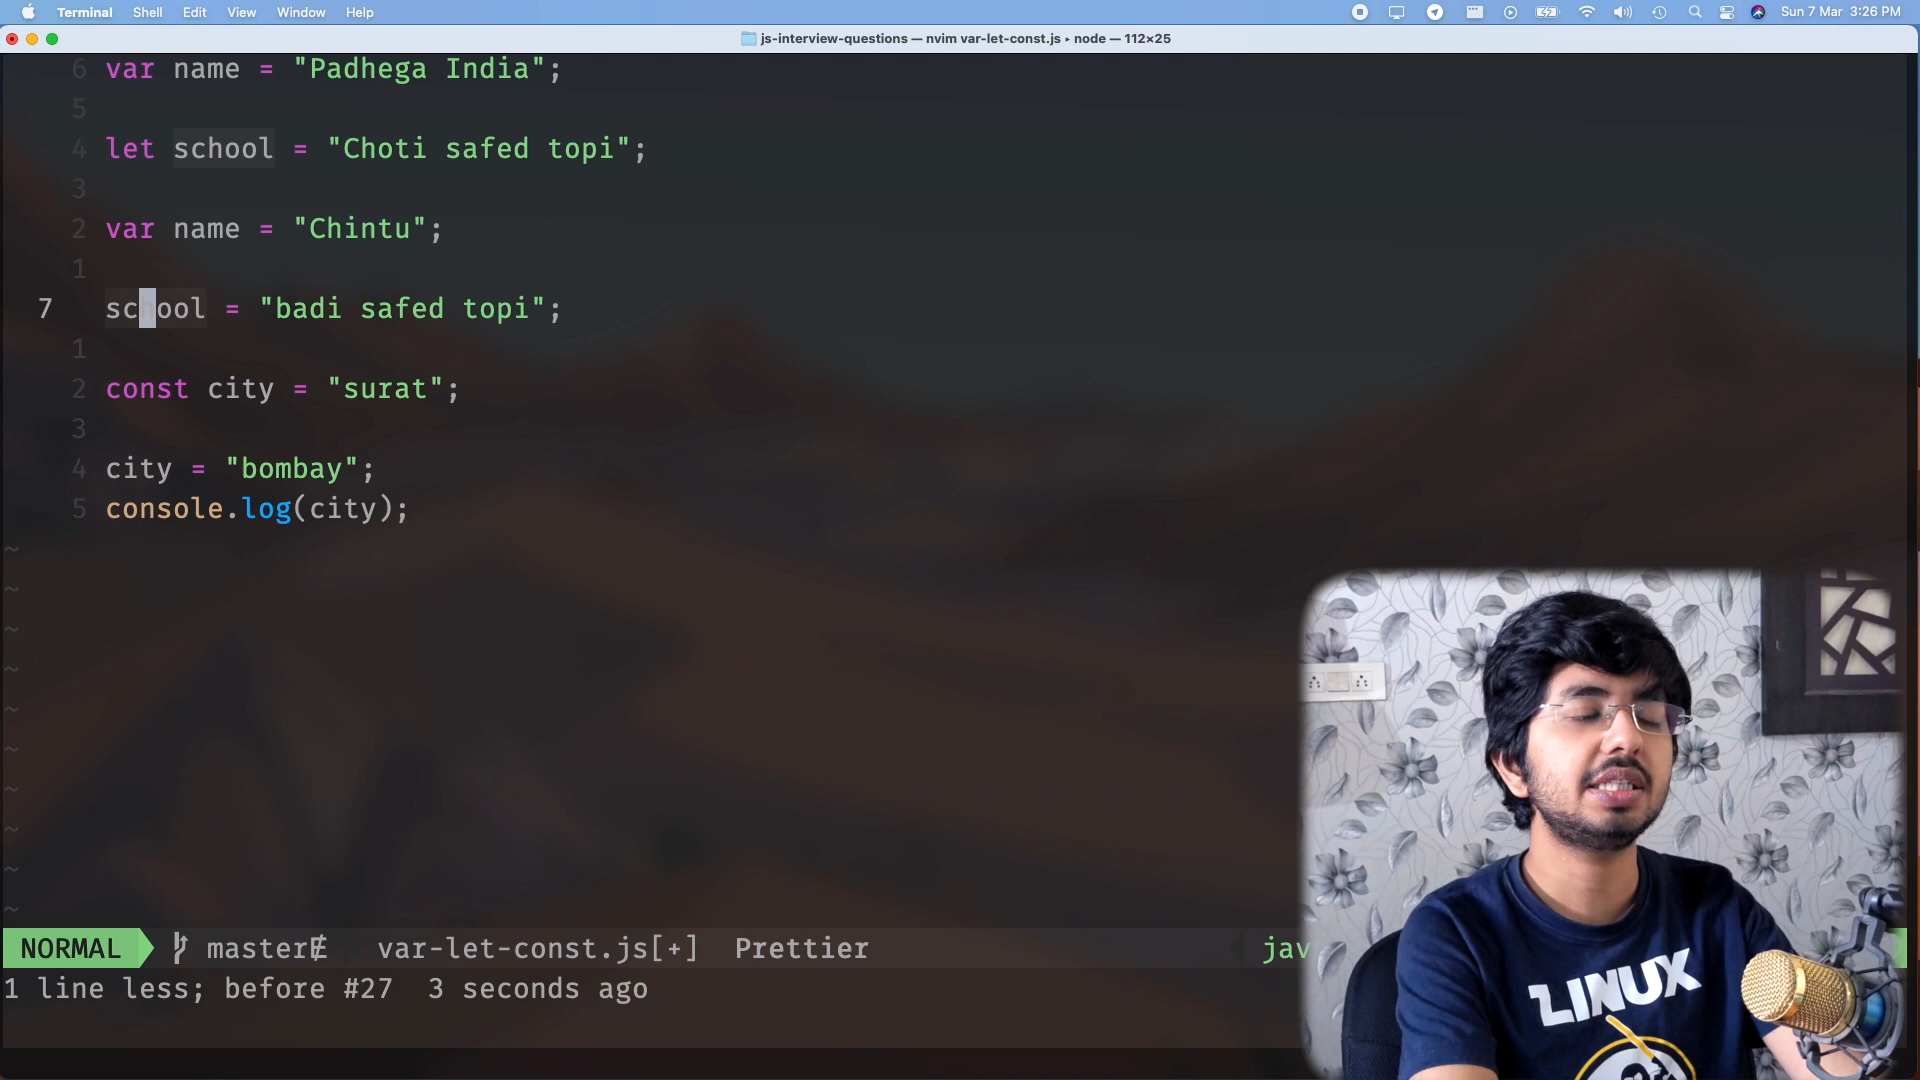 Terminal Shell Edit View Window Help Sun 7 Mar 3:26 PM
js-interview-questions — nvim var-let-const.js ▸ node — 112×25
6 var name = "Padhega India";
5
4 let school = "Choti safed topi";
3
2 var name = "Chintu";
1
7 school = "badi safed topi";
1
2 const city = "surat";
3
4 city = "bombay";
5 console.log(city);
~
~
~
~
~
~
~
~
~
~
NORMAL master var-let-const.js[+] Prettier jav
1 line less; before #27 3 seconds ago
LINUX